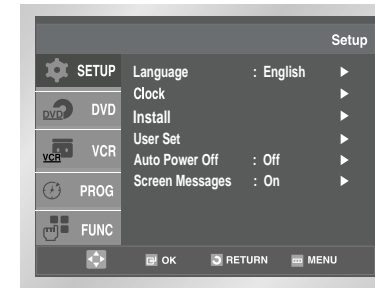 Setup
SETUP
DVD
DVD
VCR
VCR
PROG
FUNC
Language : English ►
Clock ►
Install ►
User Set ►
Auto Power Off : Off ►
Screen Messages : On ►
OK RETURN MENU